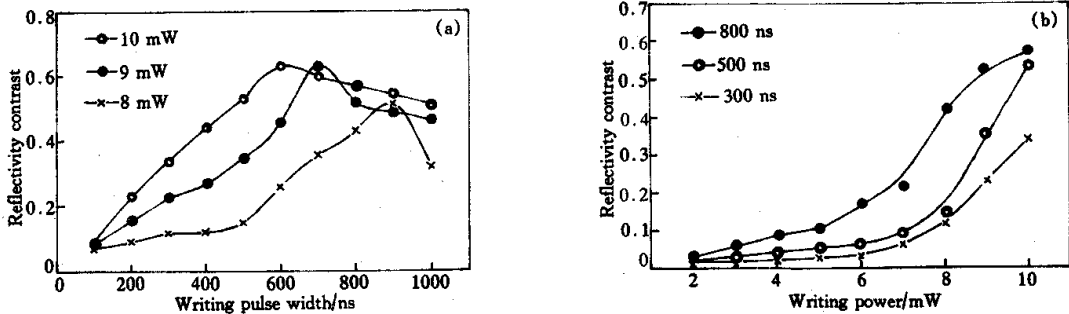 (a)
10 mW
9 mW
8 mW
Reflectivity contrast
0.8
0.6
0.4
0.2
0
0 200 400 600 800 1000
Writing pulse width/ns
(b)
800 ns
500 ns
300 ns
Reflectivity contrast
0.7
0.6
0.5
0.4
0.3
0.2
0.1
0
2 4 6 8 10
Writing power/mW